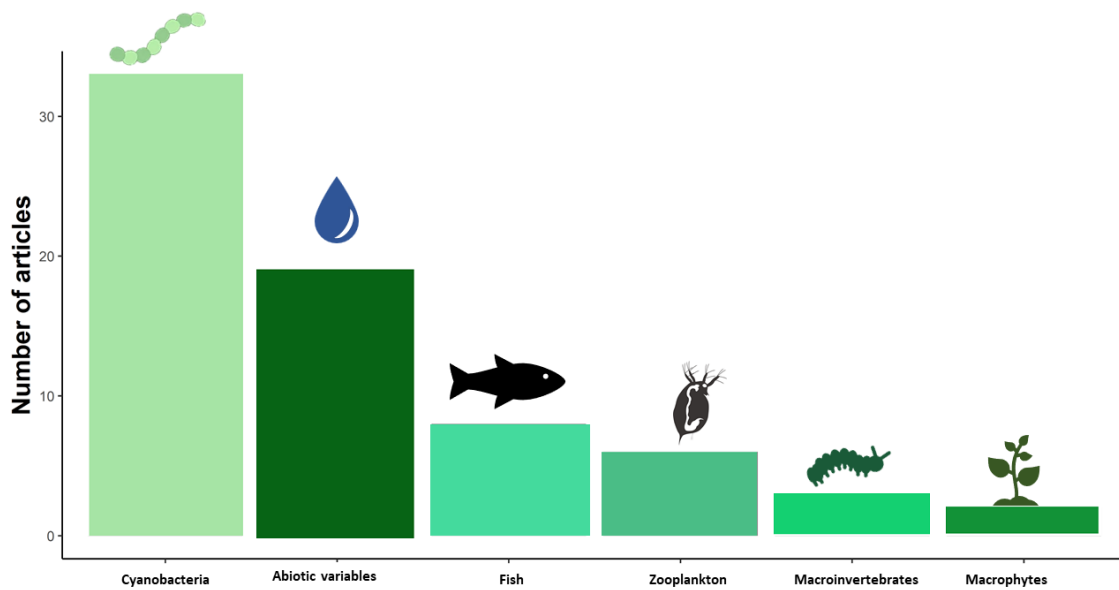 Number of articles
30
20
10
0
Cyanobacteria
Abiotic variables
Fish
Zooplankton
Macroinvertebrates
Macrophytes